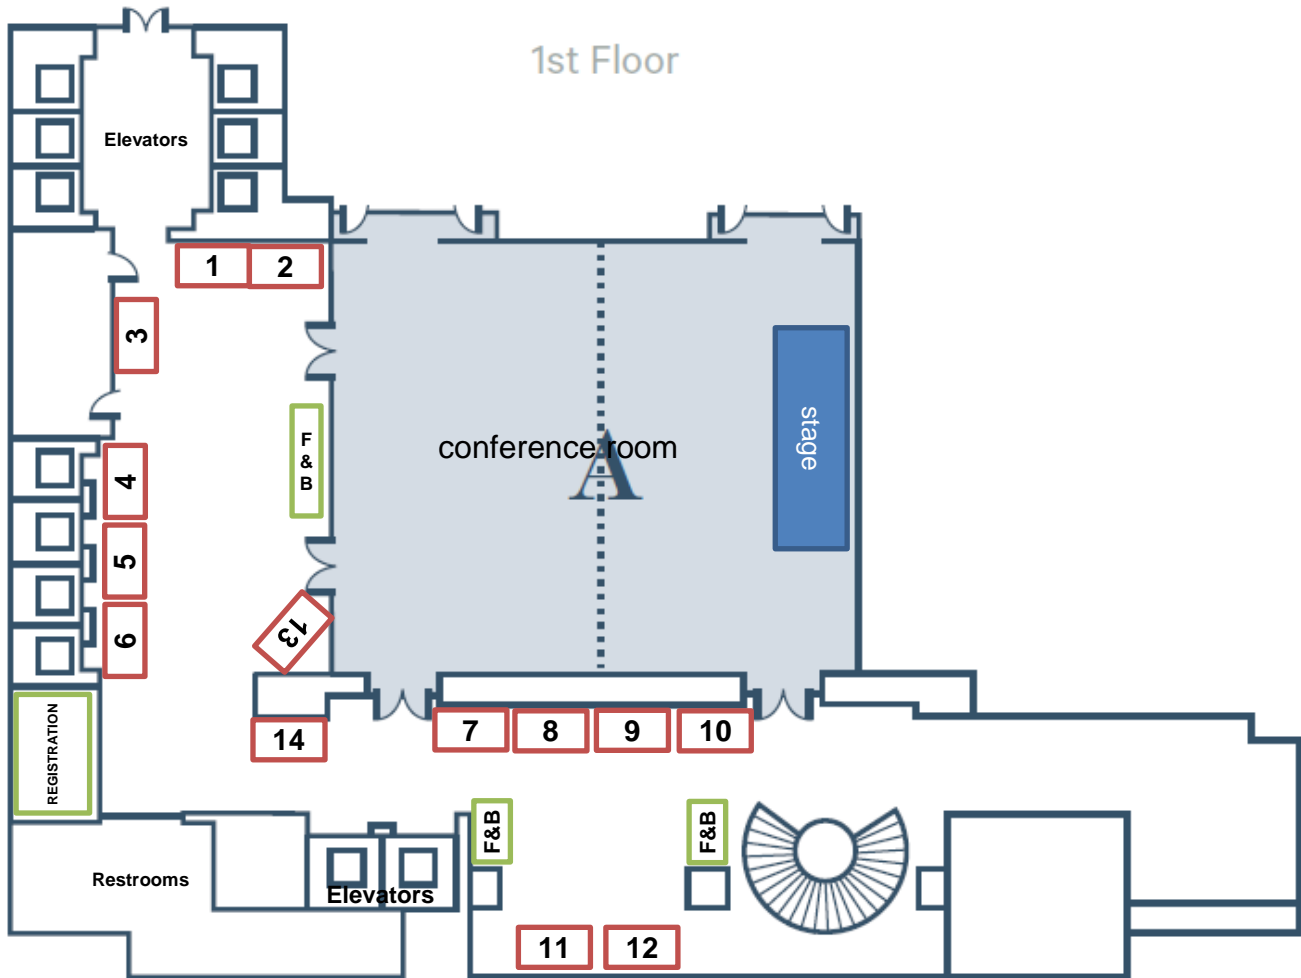 1st Floor
Elevators
1
2
3
F
&
B
conference room
A
stage
4
5
6
13
14
7
8
9
10
REGISTRATION
F&B
F&B
Restrooms
Elevators
11
12